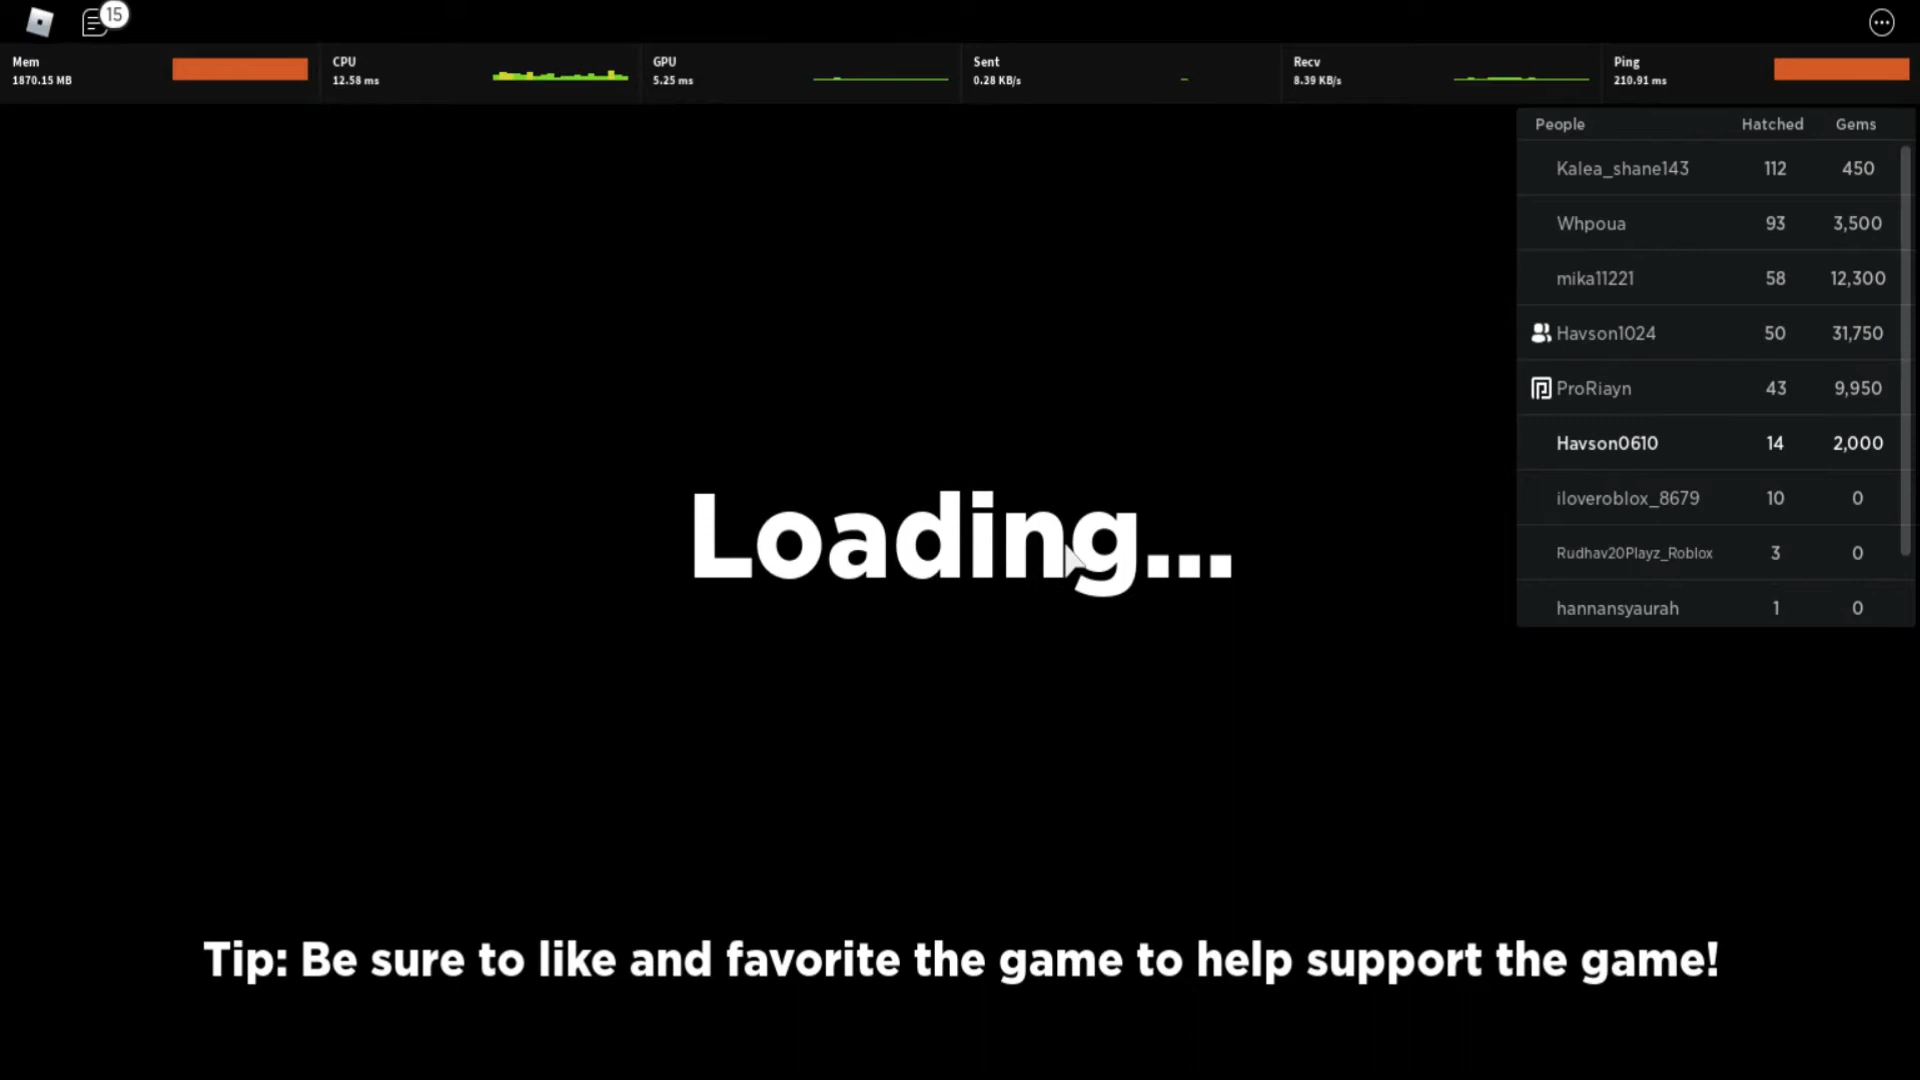 15
Mem
1870.15 MB
CPU
12.58 ms
GPU
5.25 ms
Sent
0.28 KB/s
Recv
8.39 KB/s
Ping
210.91 ms
People Hatched Gems
Kalea_shane143 112 450
Whpoua 93 3,500
mika11221 58 12,300
Havson1024 50 31,750
ProRiayn 43 9,950
Havson0610 14 2,000
iloveroblox_8679 10 0
Rudhav20Playz_Roblox 3 0
hannansyaurah 1 0
Loading...
Tip: Be sure to like and favorite the game to help support the game!